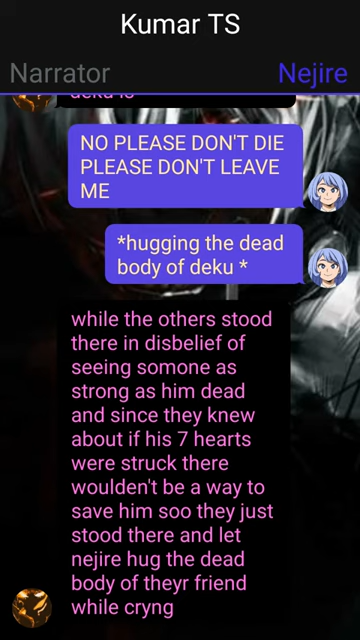 Kumar TS
Narrator
Nejire
deku is
NO PLEASE DON'T DIE
PLEASE DON'T LEAVE
ME
*hugging the dead
body of deku *
while the others stood
there in disbelief of
seeing somone as
strong as him dead
and since they knew
about if his 7 hearts
were struck there
woulden't be a way to
save him soo they just
stood there and let
nejire hug the dead
body of theyr friend
while cryng